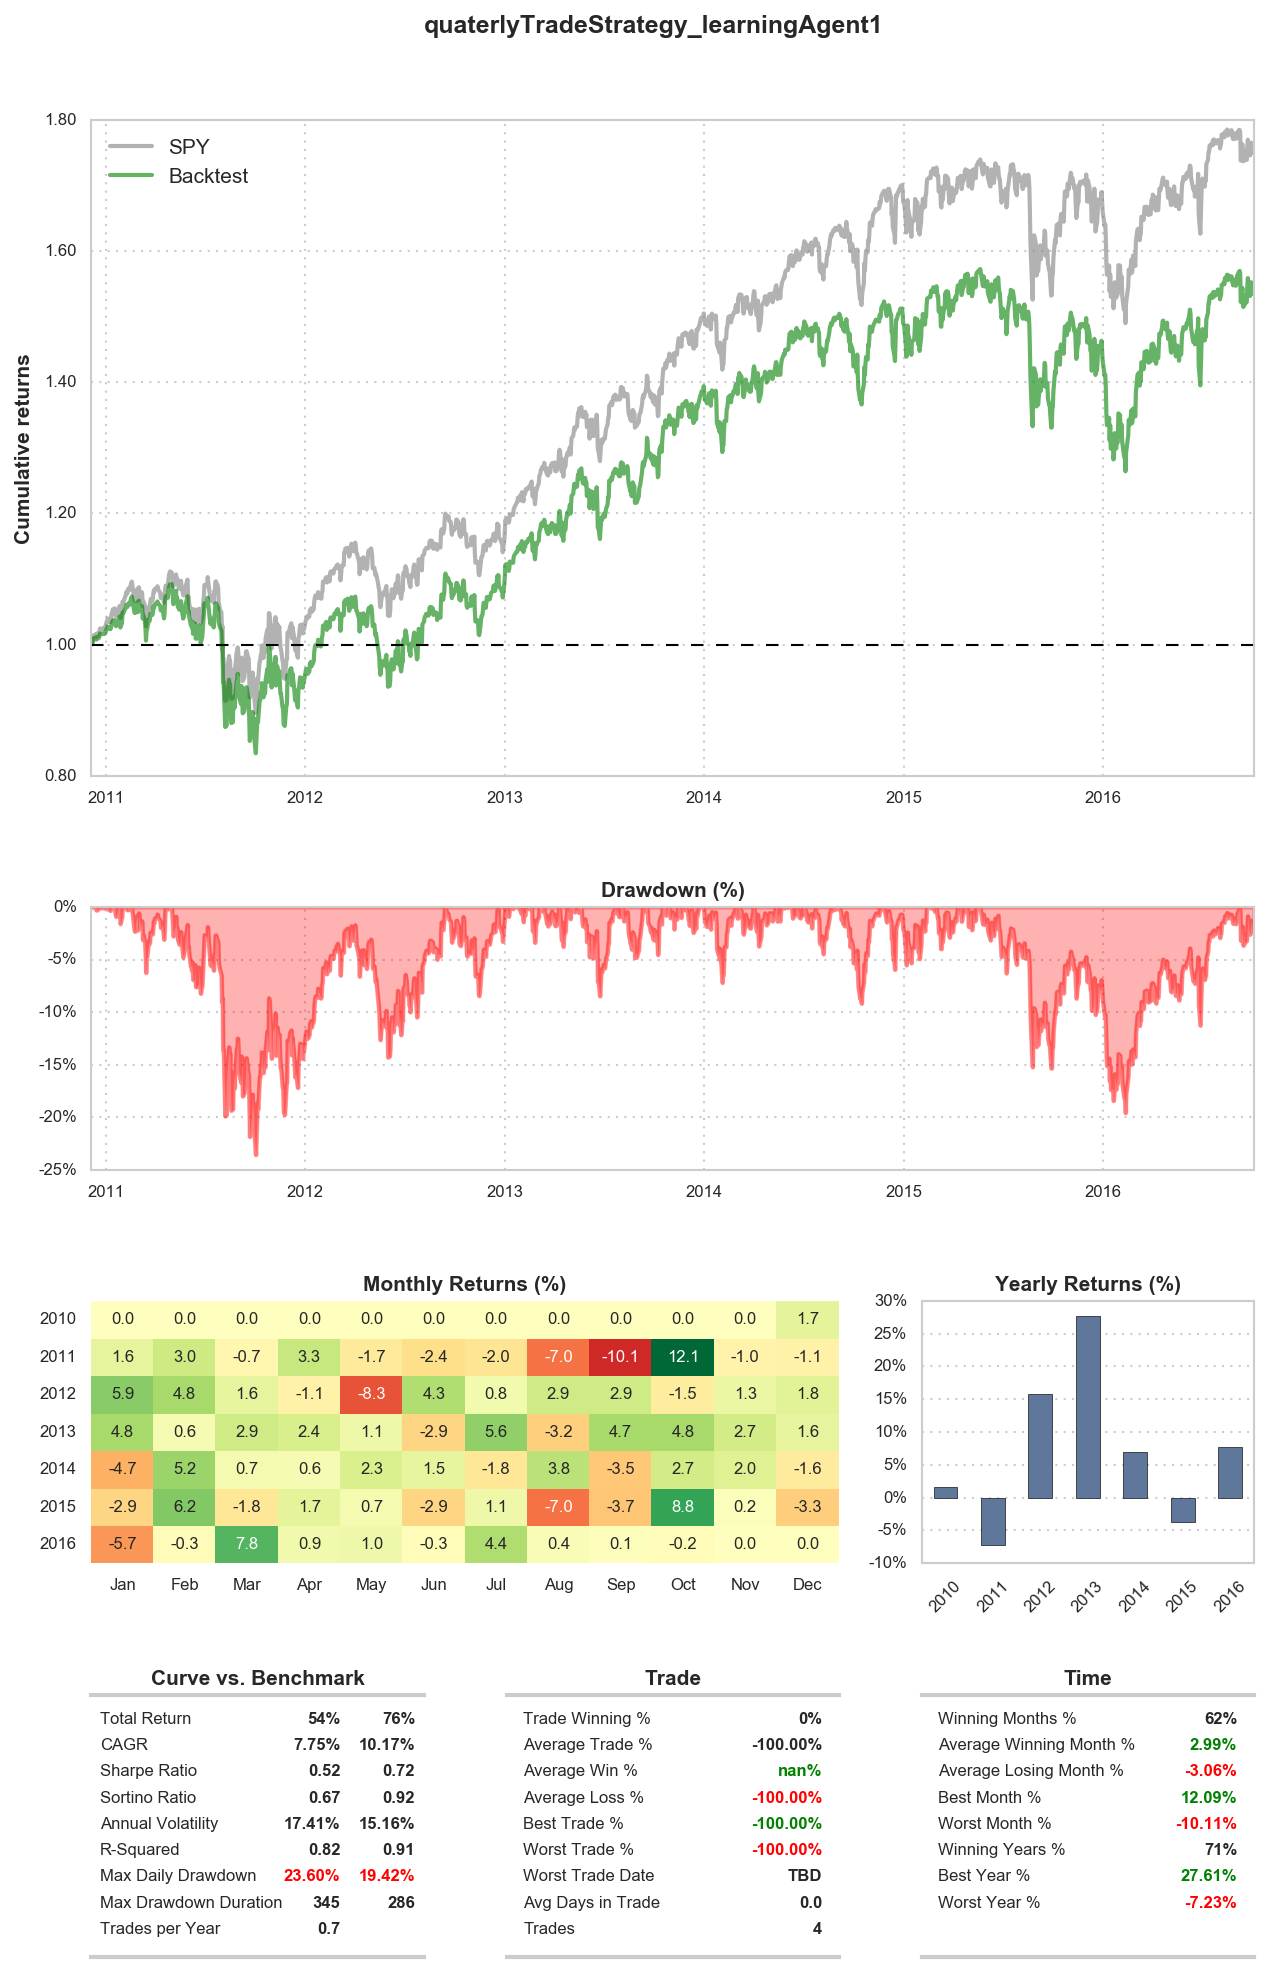 quaterlyTradeStrategy_learningAgent1
1.80
1.60
1.40
1.20
1.00
0.80
Cumulative returns
SPY
Backtest
2011 2012 2013 2014 2015 2016
Drawdown (%)
0%
-5%
-10%
-15%
-20%
-25%
2011 2012 2013 2014 2015 2016
Monthly Returns (%)
2010 0.0 0.0 0.0 0.0 0.0 0.0 0.0 0.0 0.0 0.0 0.0 1.7
2011 1.6 3.0 -0.7 3.3 -1.7 -2.4 -2.0 -7.0 -10.1 12.1 -1.0 -1.1
2012 5.9 4.8 1.6 -1.1 -8.3 4.3 0.8 2.9 2.9 -1.5 1.3 1.8
2013 4.8 0.6 2.9 2.4 1.1 -2.9 5.6 -3.2 4.7 4.8 2.7 1.6
2014 -4.7 5.2 0.7 0.6 2.3 1.5 -1.8 3.8 -3.5 2.7 2.0 -1.6
2015 -2.9 6.2 -1.8 1.7 0.7 -2.9 1.1 -7.0 -3.7 8.8 0.2 -3.3
2016 -5.7 -0.3 7.8 0.9 1.0 -0.3 4.4 0.4 0.1 -0.2 0.0 0.0
Jan Feb Mar Apr May Jun Jul Aug Sep Oct Nov Dec
Yearly Returns (%)
30%
25%
20%
15%
10%
5%
0%
-5%
-10%
2010 2011 2012 2013 2014 2015 2016
Curve vs. Benchmark
Total Return 54% 76%
CAGR 7.75% 10.17%
Sharpe Ratio 0.52 0.72
Sortino Ratio 0.67 0.92
Annual Volatility 17.41% 15.16%
R-Squared 0.82 0.91
Max Daily Drawdown 23.60% 19.42%
Max Drawdown Duration 345 286
Trades per Year 0.7
Trade
Trade Winning % 0%
Average Trade % -100.00%
Average Win % nan%
Average Loss % -100.00%
Best Trade % -100.00%
Worst Trade % -100.00%
Worst Trade Date TBD
Avg Days in Trade 0.0
Trades 4
Time
Winning Months % 62%
Average Winning Month % 2.99%
Average Losing Month % -3.06%
Best Month % 12.09%
Worst Month % -10.11%
Winning Years % 71%
Best Year % 27.61%
Worst Year % -7.23%